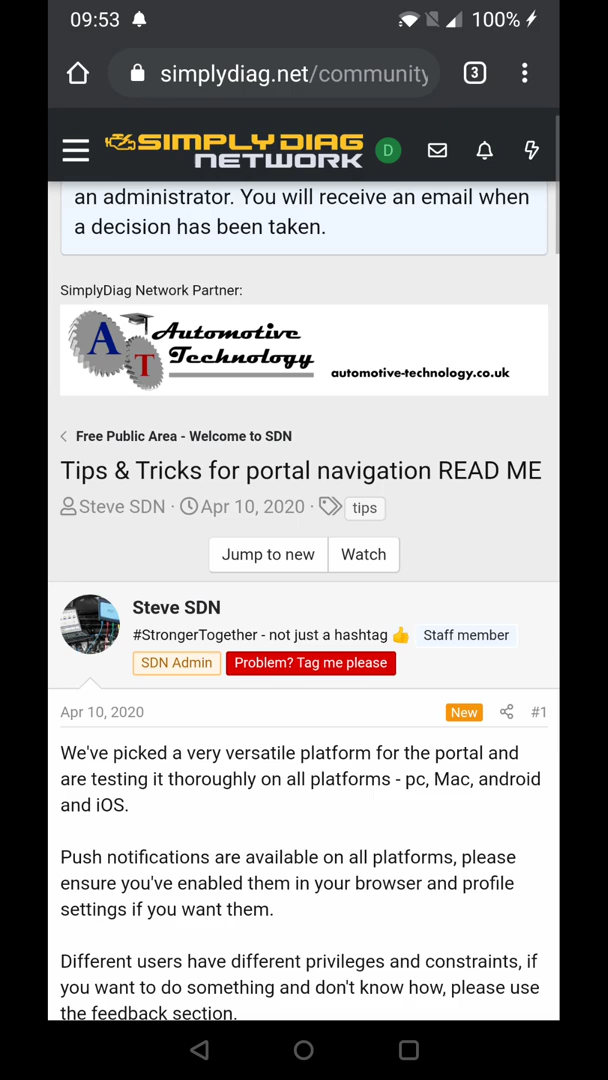 09:53
100%
simplydiag.net/community
3
SIMPLY DIAG
NETWORK
D
an administrator. You will receive an email when
a decision has been taken.
SimplyDiag Network Partner:
A T Automotive
Technology
automotive-technology.co.uk
Free Public Area - Welcome to SDN
Tips & Tricks for portal navigation READ ME
Steve SDN · Apr 10, 2020 · tips
Jump to new Watch
Steve SDN
#StrongerTogether - not just a hashtag 👍 Staff member
SDN Admin Problem? Tag me please
Apr 10, 2020 New #1
We've picked a very versatile platform for the portal and
are testing it thoroughly on all platforms - pc, Mac, android
and iOS.
Push notifications are available on all platforms, please
ensure you've enabled them in your browser and profile
settings if you want them.
Different users have different privileges and constraints, if
you want to do something and don't know how, please use
the feedback section.